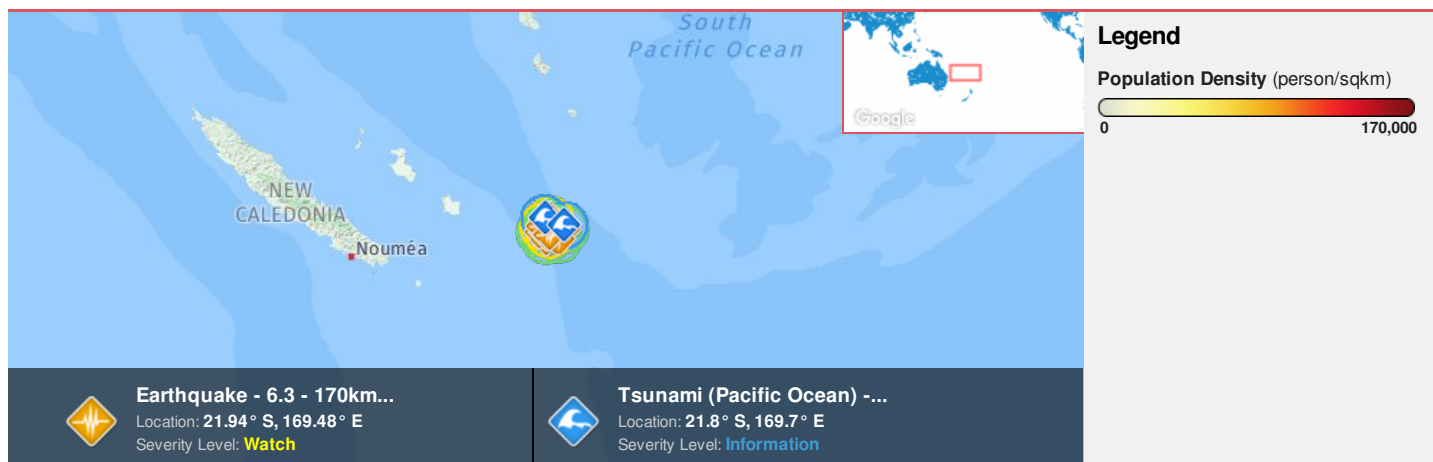 South
Pacific Ocean
NEW
CALEDONIA
Nouméa
Google
Legend
Population Density (person/sqkm)
0 170,000
Earthquake - 6.3 - 170km...
Location: 21.94° S, 169.48° E
Severity Level: Watch
Tsunami (Pacific Ocean) -...
Location: 21.8° S, 169.7° E
Severity Level: Information